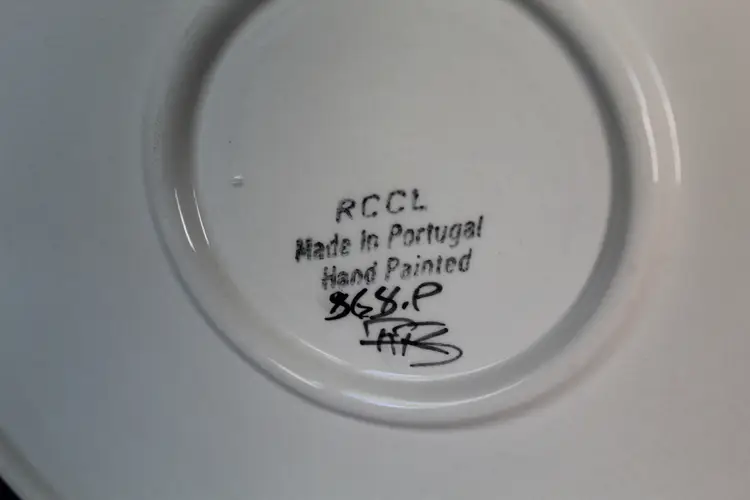 RCCL
Made in Portugal
Hand Painted
868.P